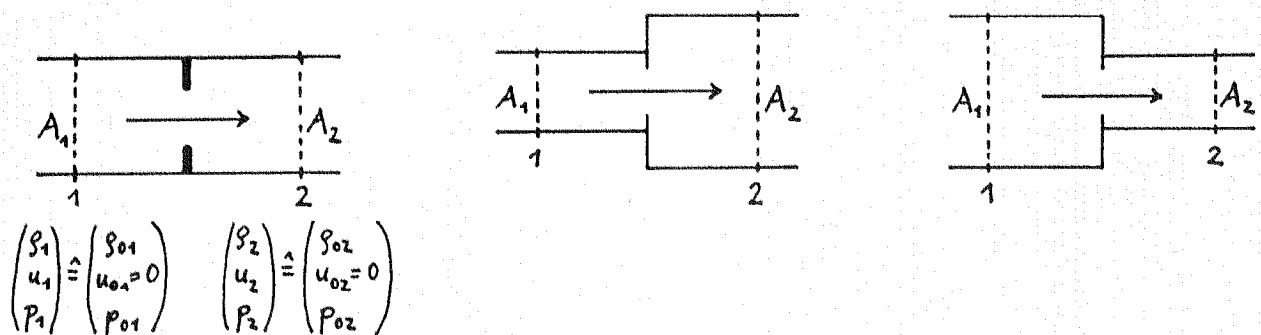 A₁ A₂ A₁ A₂ A₁ A₂
1 2 1 2 1 2
(ρ₁ u₁ p₁) ≙ (ρ₀₁ u₀₁=0 p₀₁) (ρ₂ u₂ p₂) ≙ (ρ₀₂ u₀₂=0 p₀₂)